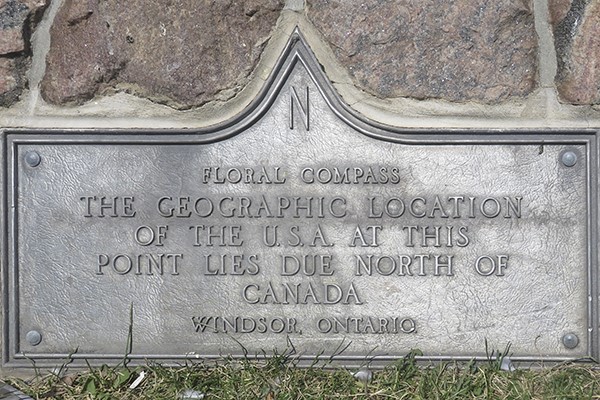 N
FLORAL COMPASS
THE GEOGRAPHIC LOCATION
OF THE U.S.A. AT THIS
POINT LIES DUE NORTH OF
CANADA
WINDSOR, ONTARIO.